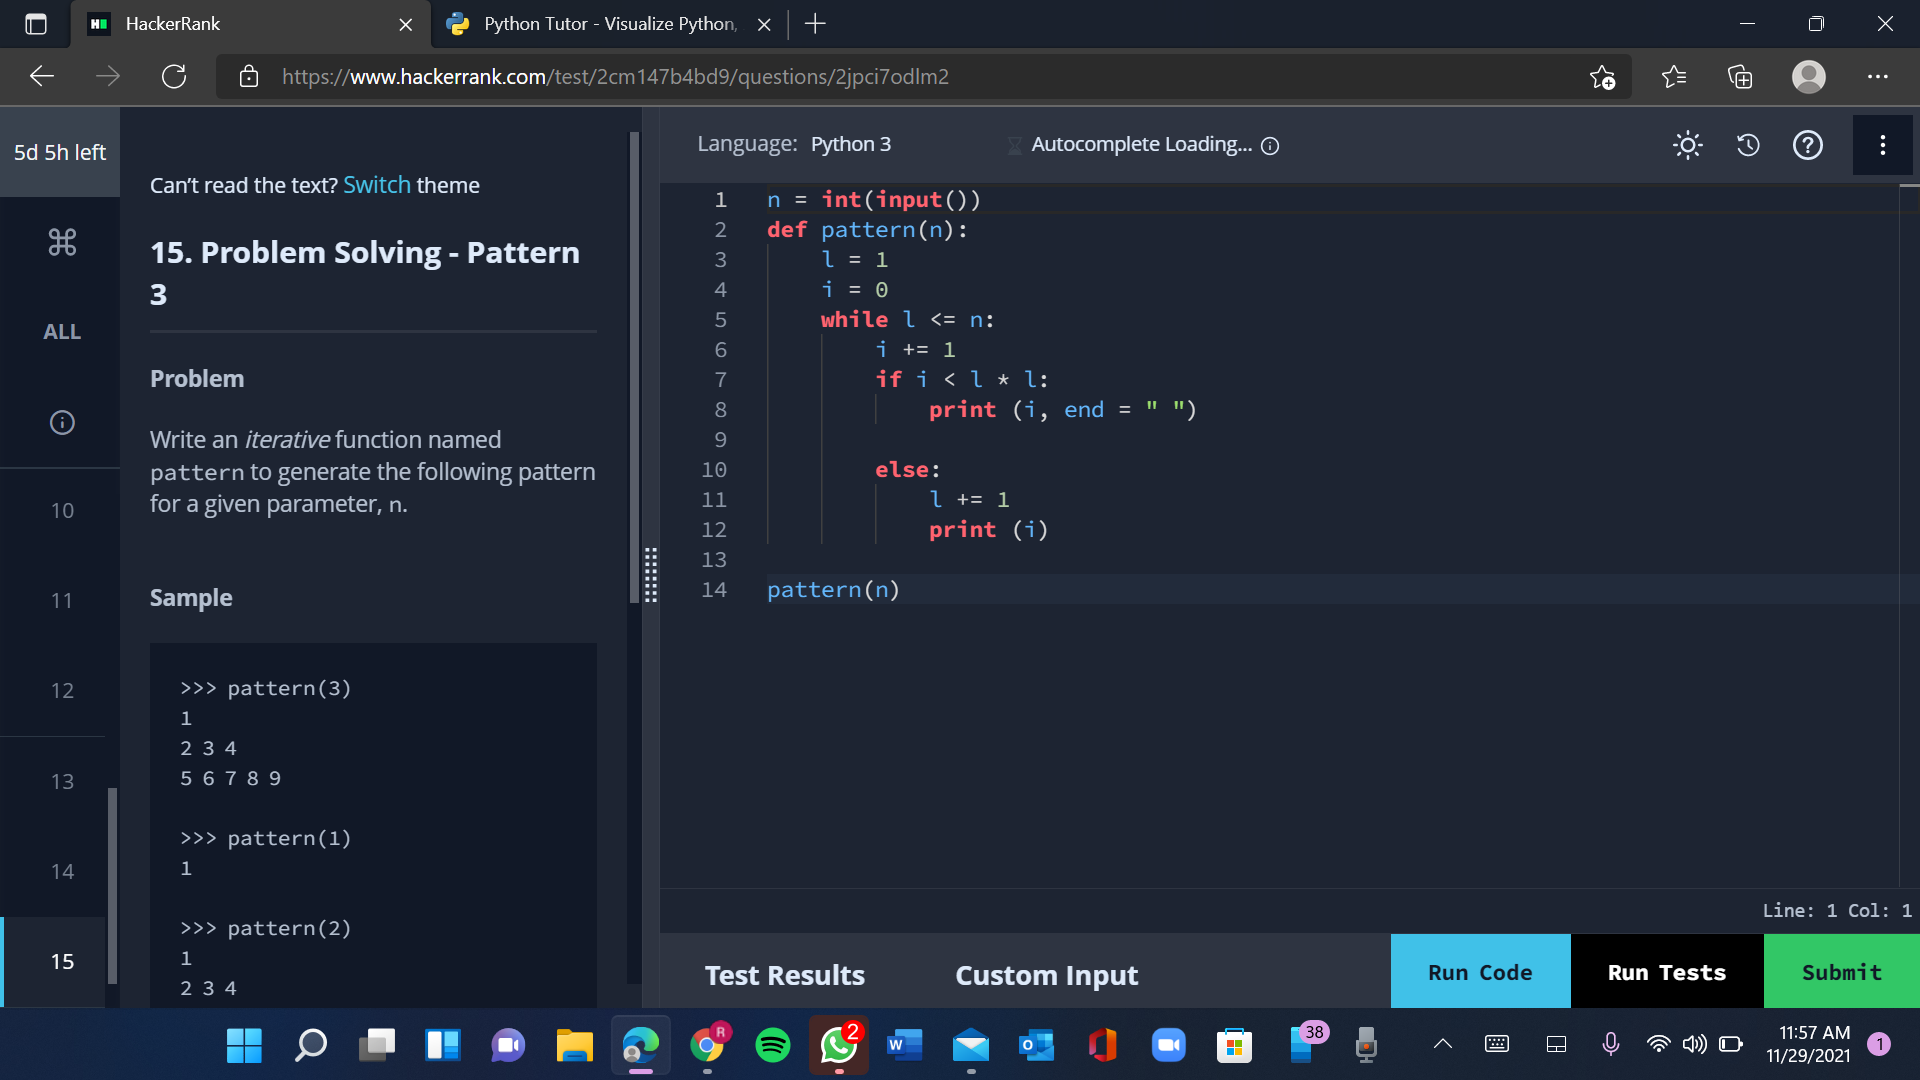 HackerRank
Python Tutor - Visualize Python,
https://www.hackerrank.com/test/2cm147b4bd9/questions/2jpci7odlm2
5d 5h left
ALL
10
11
12
13
14
15
Can't read the text? Switch theme
15. Problem Solving - Pattern
3
Problem
Write an iterative function named
pattern to generate the following pattern
for a given parameter, n.
Sample
>>> pattern(3)
1
2 3 4
5 6 7 8 9
>>> pattern(1)
1
>>> pattern(2)
1
2 3 4
Language: Python 3
Autocomplete Loading...
1 n = int(input())
2 def pattern(n):
3 l = 1
4 i = 0
5 while l <= n:
6 i += 1
7 if i < l * l:
8 print (i, end = " ")
9
10 else:
11 l += 1
12 print (i)
13
14 pattern(n)
Line: 1 Col: 1
Test Results
Custom Input
Run Code
Run Tests
Submit
R
2
38
11:57 AM
11/29/2021
1